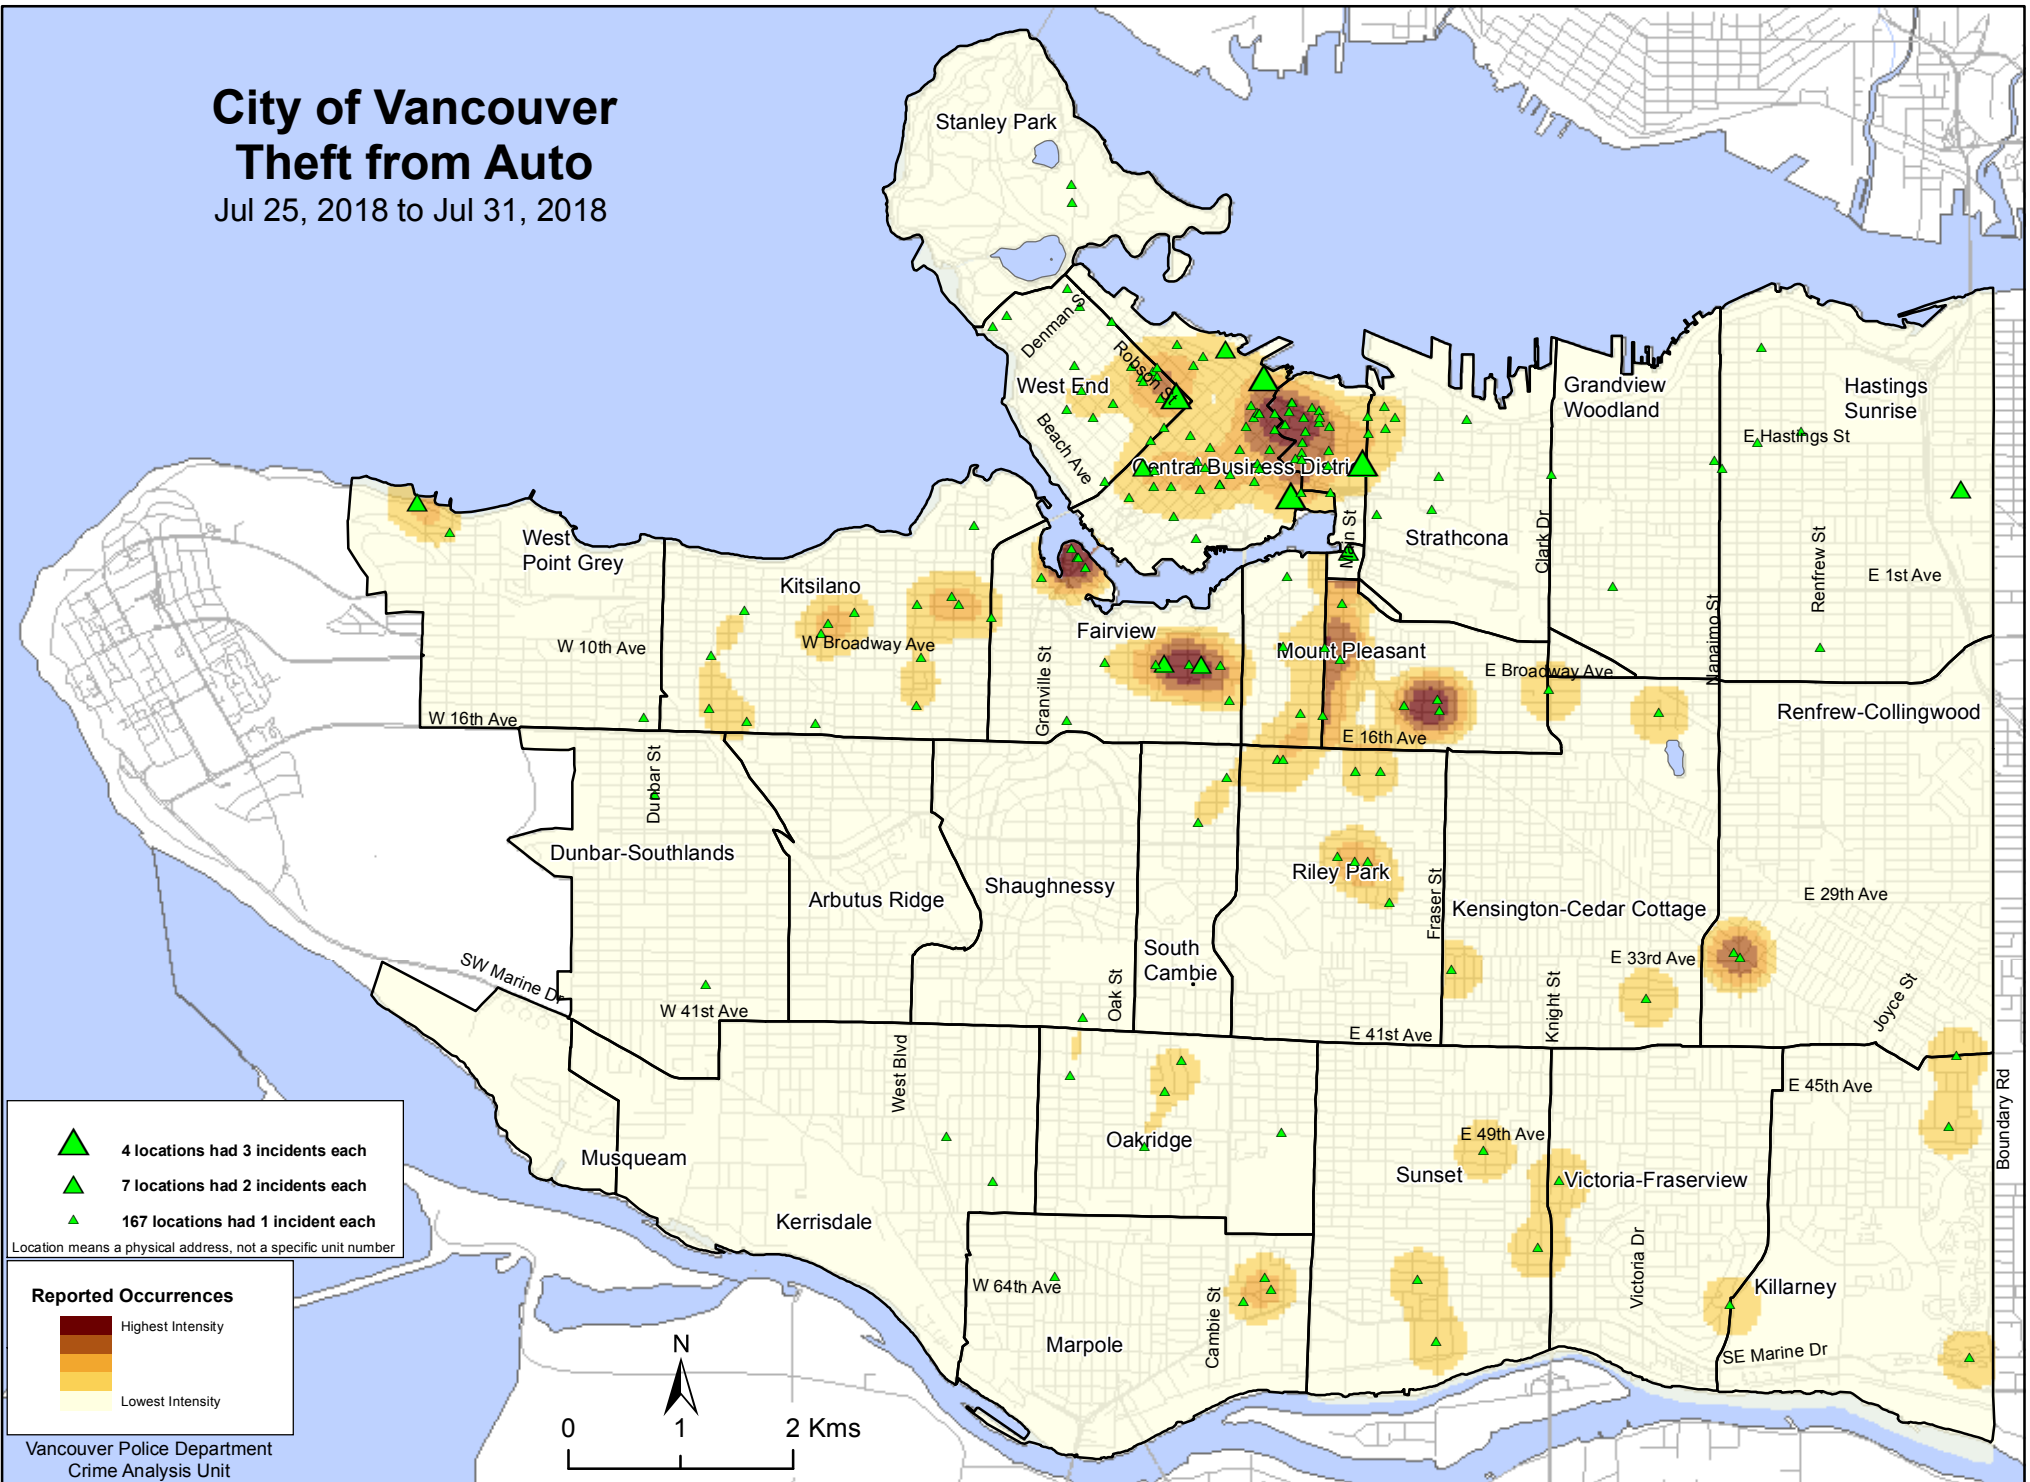 City of Vancouver
Theft from Auto
Jul 25, 2018 to Jul 31, 2018
Stanley Park
Denman St
Robson St
West End
Beach Ave
Central Business District
Grandview
Woodland
Hastings
Sunrise
E Hastings St
West
Point Grey
Kitsilano
Main St
Strathcona
Clark Dr
Nanaimo St
Renfrew St
E 1st Ave
W 10th Ave
W Broadway Ave
Fairview
Granville St
Mount Pleasant
E Broadway Ave
W 16th Ave
E 16th Ave
Renfrew-Collingwood
Dunbar St
Dunbar-Southlands
Arbutus Ridge
Shaughnessy
Riley Park
Fraser St
Kensington-Cedar Cottage
E 29th Ave
South
Cambie
Oak St
SW Marine Dr
W 41st Ave
E 33rd Ave
Knight St
Joyce St
E 41st Ave
West Blvd
E 45th Ave
Boundary Rd
Musqueam
Oakridge
E 49th Ave
Sunset
Victoria-Fraserview
Kerrisdale
Victoria Dr
W 64th Ave
Cambie St
Killarney
Marpole
SE Marine Dr
4 locations had 3 incidents each
7 locations had 2 incidents each
167 locations had 1 incident each
Location means a physical address, not a specific unit number
Reported Occurrences
Highest Intensity
Lowest Intensity
Vancouver Police Department
Crime Analysis Unit
N
0 1 2 Kms